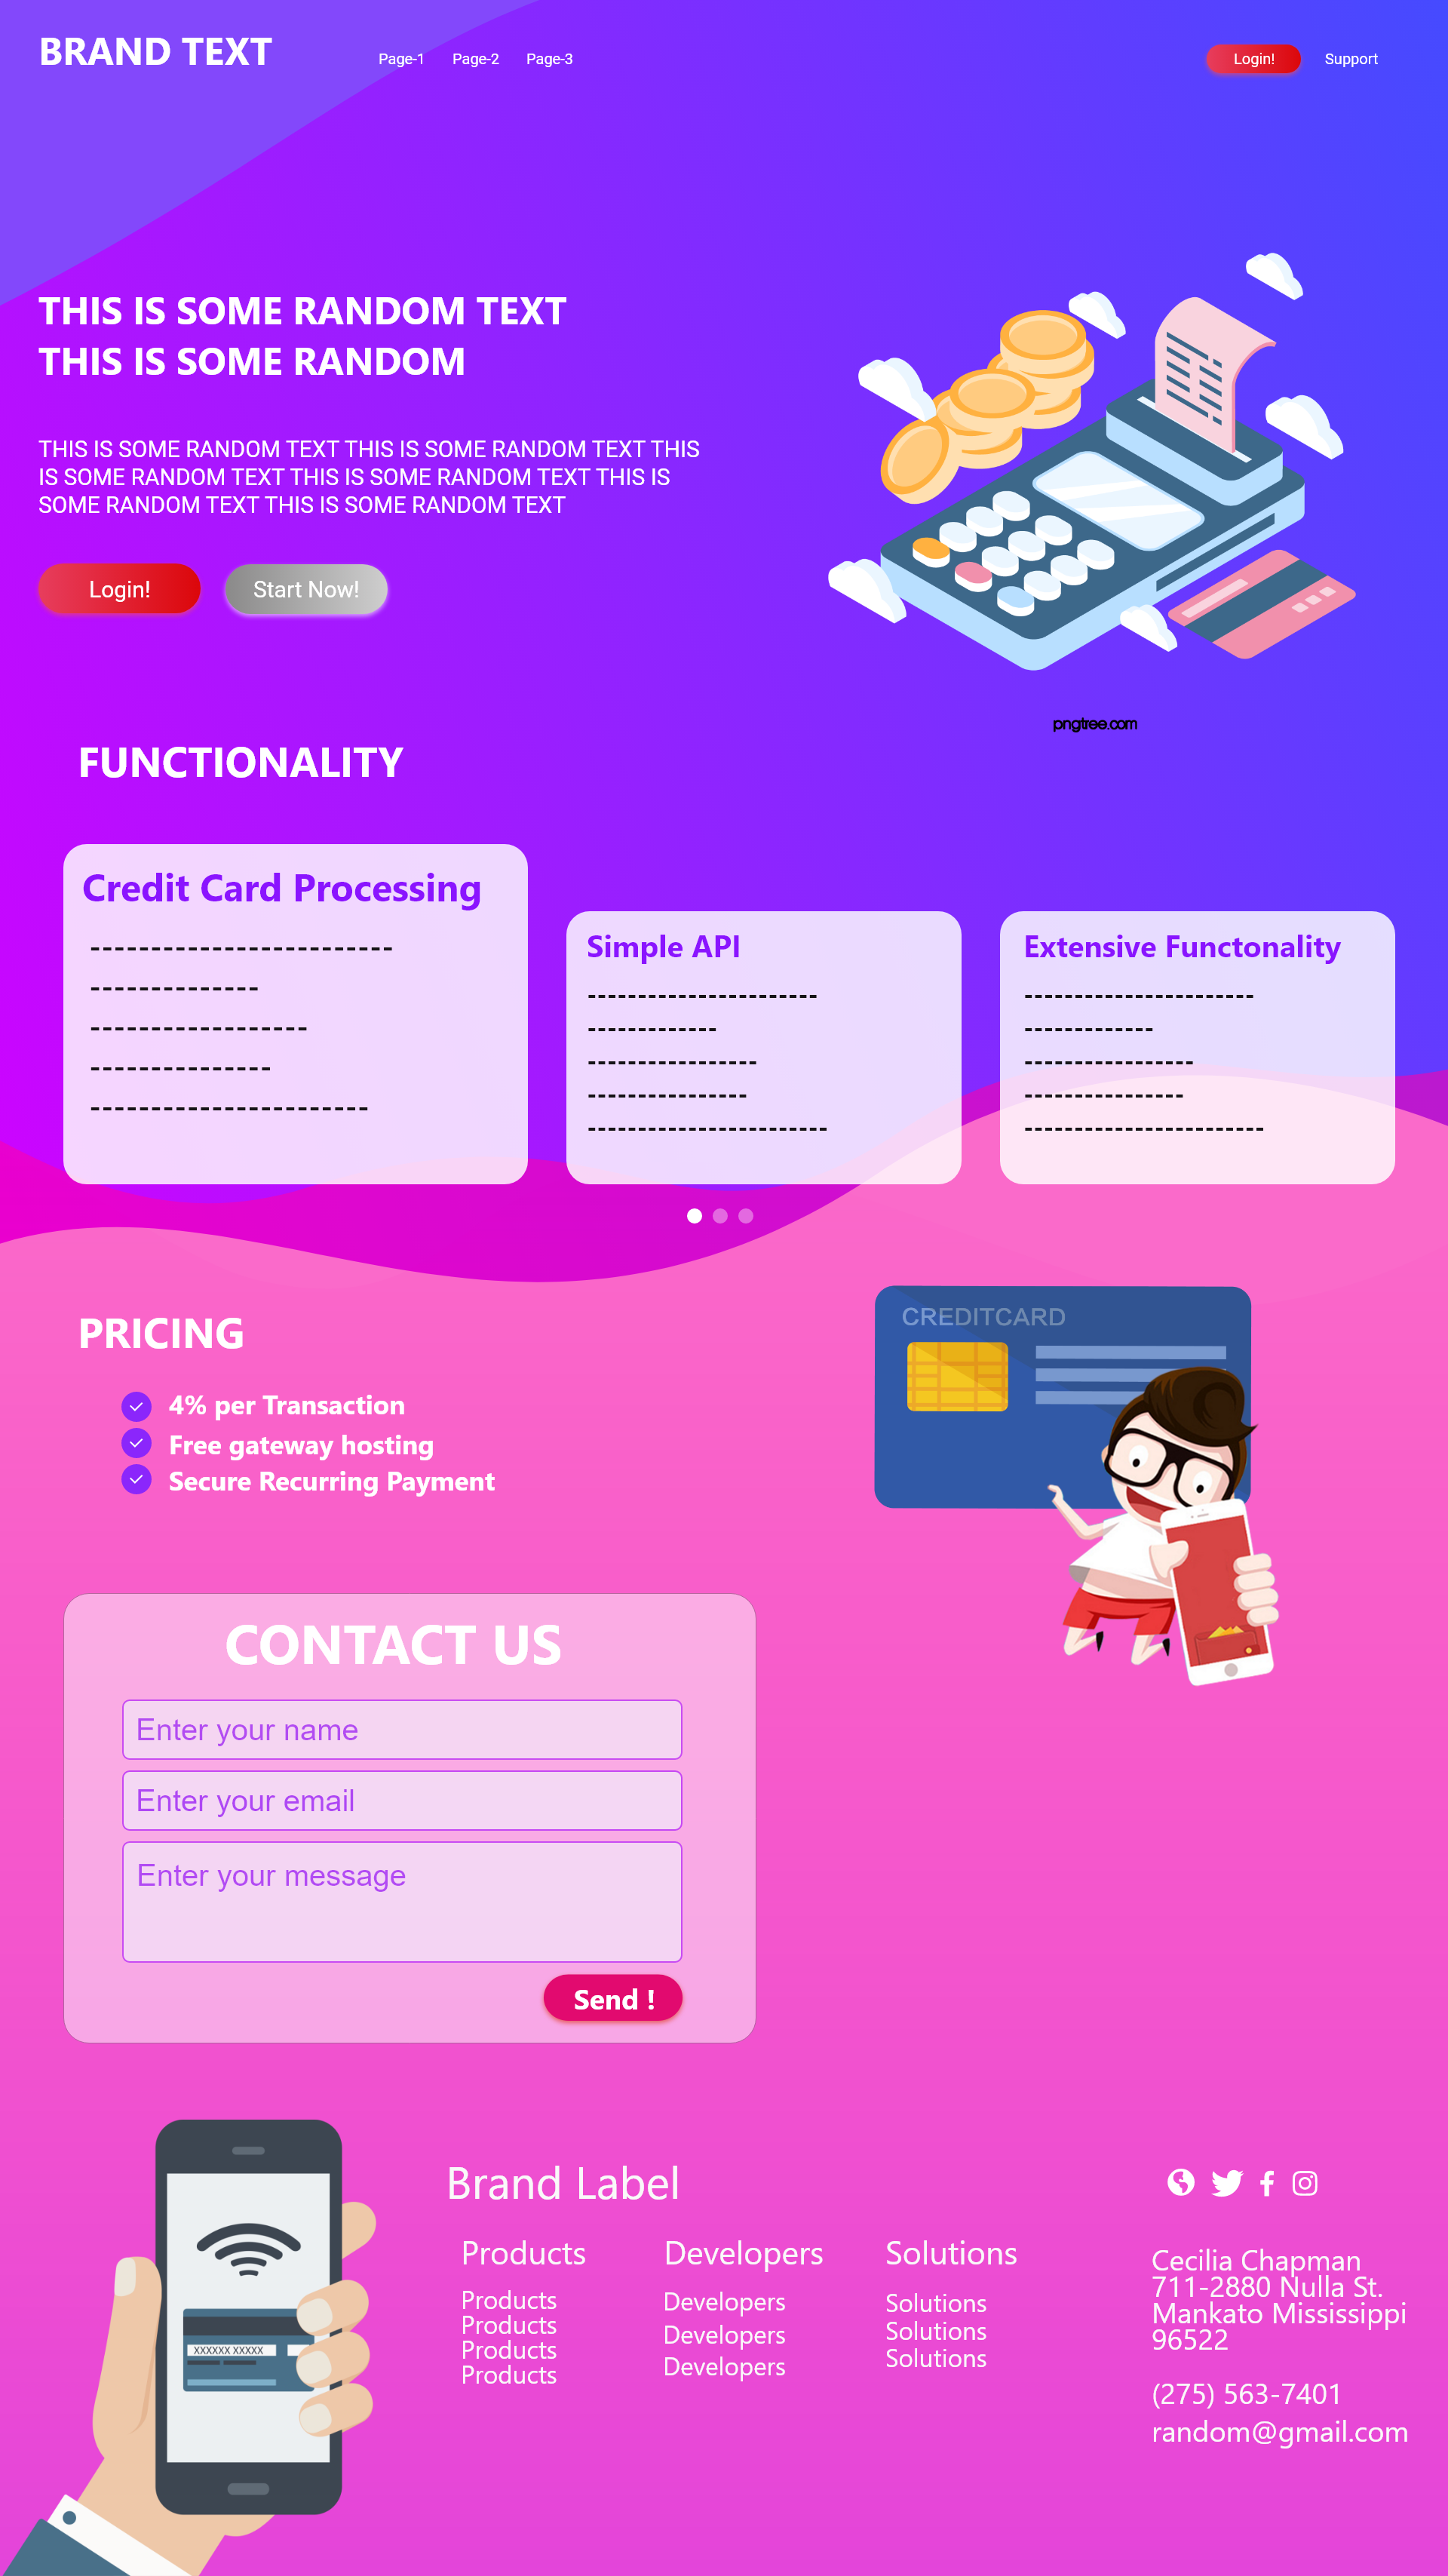 BRAND TEXT
Page-1 Page-2 Page-3
Login! Support
THIS IS SOME RANDOM TEXT
THIS IS SOME RANDOM
THIS IS SOME RANDOM TEXT THIS IS SOME RANDOM TEXT THIS
IS SOME RANDOM TEXT THIS IS SOME RANDOM TEXT THIS IS
SOME RANDOM TEXT THIS IS SOME RANDOM TEXT
Login! Start Now!
pngtree.com
FUNCTIONALITY
Credit Card Processing
-------------------------
--------------
------------------
---------------
-----------------------
Simple API
-----------------------
-------------
-----------------
----------------
------------------------
Extensive Functonality
-----------------------
-------------
-----------------
----------------
------------------------
PRICING
4% per Transaction
Free gateway hosting
Secure Recurring Payment
CREDITCARD
CONTACT US
Enter your name
Enter your email
Enter your message
Send !
XXXXXX XXXXX
Brand Label
Products
Products
Products
Products
Products
Developers
Developers
Developers
Developers
Solutions
Solutions
Solutions
Solutions
Cecilia Chapman
711-2880 Nulla St.
Mankato Mississippi
96522
(275) 563-7401
random@gmail.com